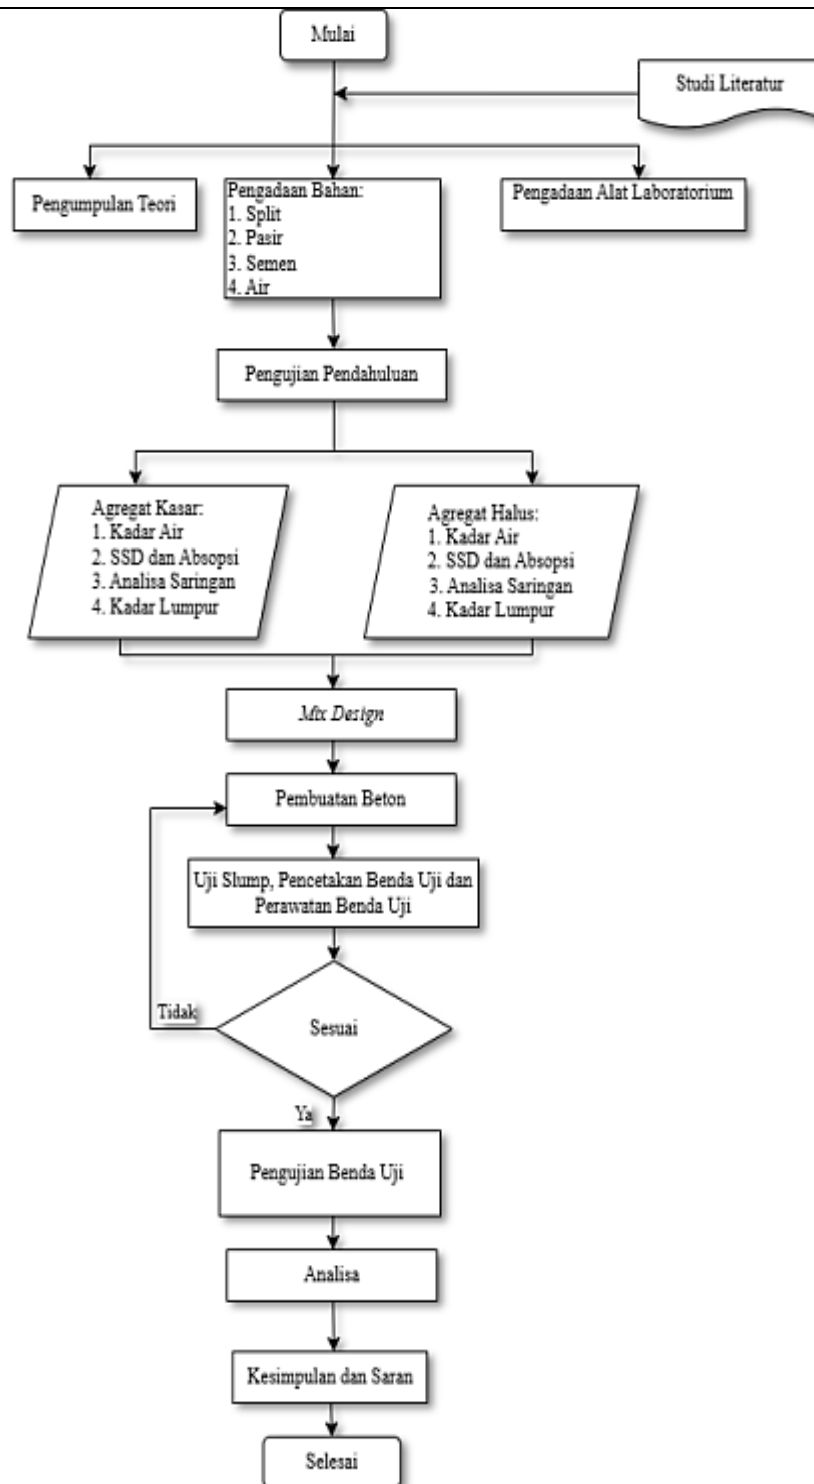 Mulai
Studi Literatur
Pengumpulan Teori
Pengadaan Bahan:
1. Split
2. Pasir
3. Semen
4. Air
Pengadaan Alat Laboratorium
Pengujian Pendahuluan
Agregat Kasar:
1. Kadar Air
2. SSD dan Absopsi
3. Analisa Saringan
4. Kadar Lumpur
Agregat Halus:
1. Kadar Air
2. SSD dan Absopsi
3. Analisa Saringan
4. Kadar Lumpur
Mix Design
Pembuatan Beton
Uji Slump, Pencetakan Benda Uji dan
Perawatan Benda Uji
Tidak
Sesuai
Ya
Pengujian Benda Uji
Analisa
Kesimpulan dan Saran
Selesai